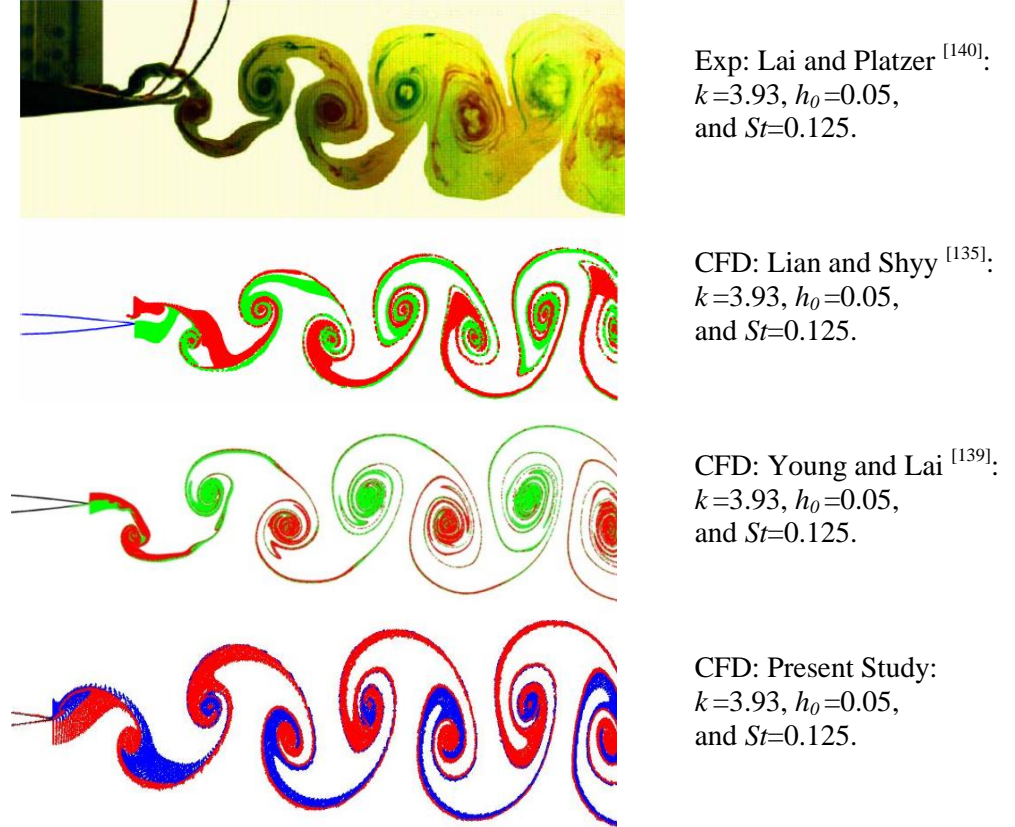 Exp: Lai and Platzer [140]:
k=3.93, h0=0.05,
and St=0.125.
CFD: Lian and Shyy [135]:
k=3.93, h0=0.05,
and St=0.125.
CFD: Young and Lai [139]:
k=3.93, h0=0.05,
and St=0.125.
CFD: Present Study:
k=3.93, h0=0.05,
and St=0.125.